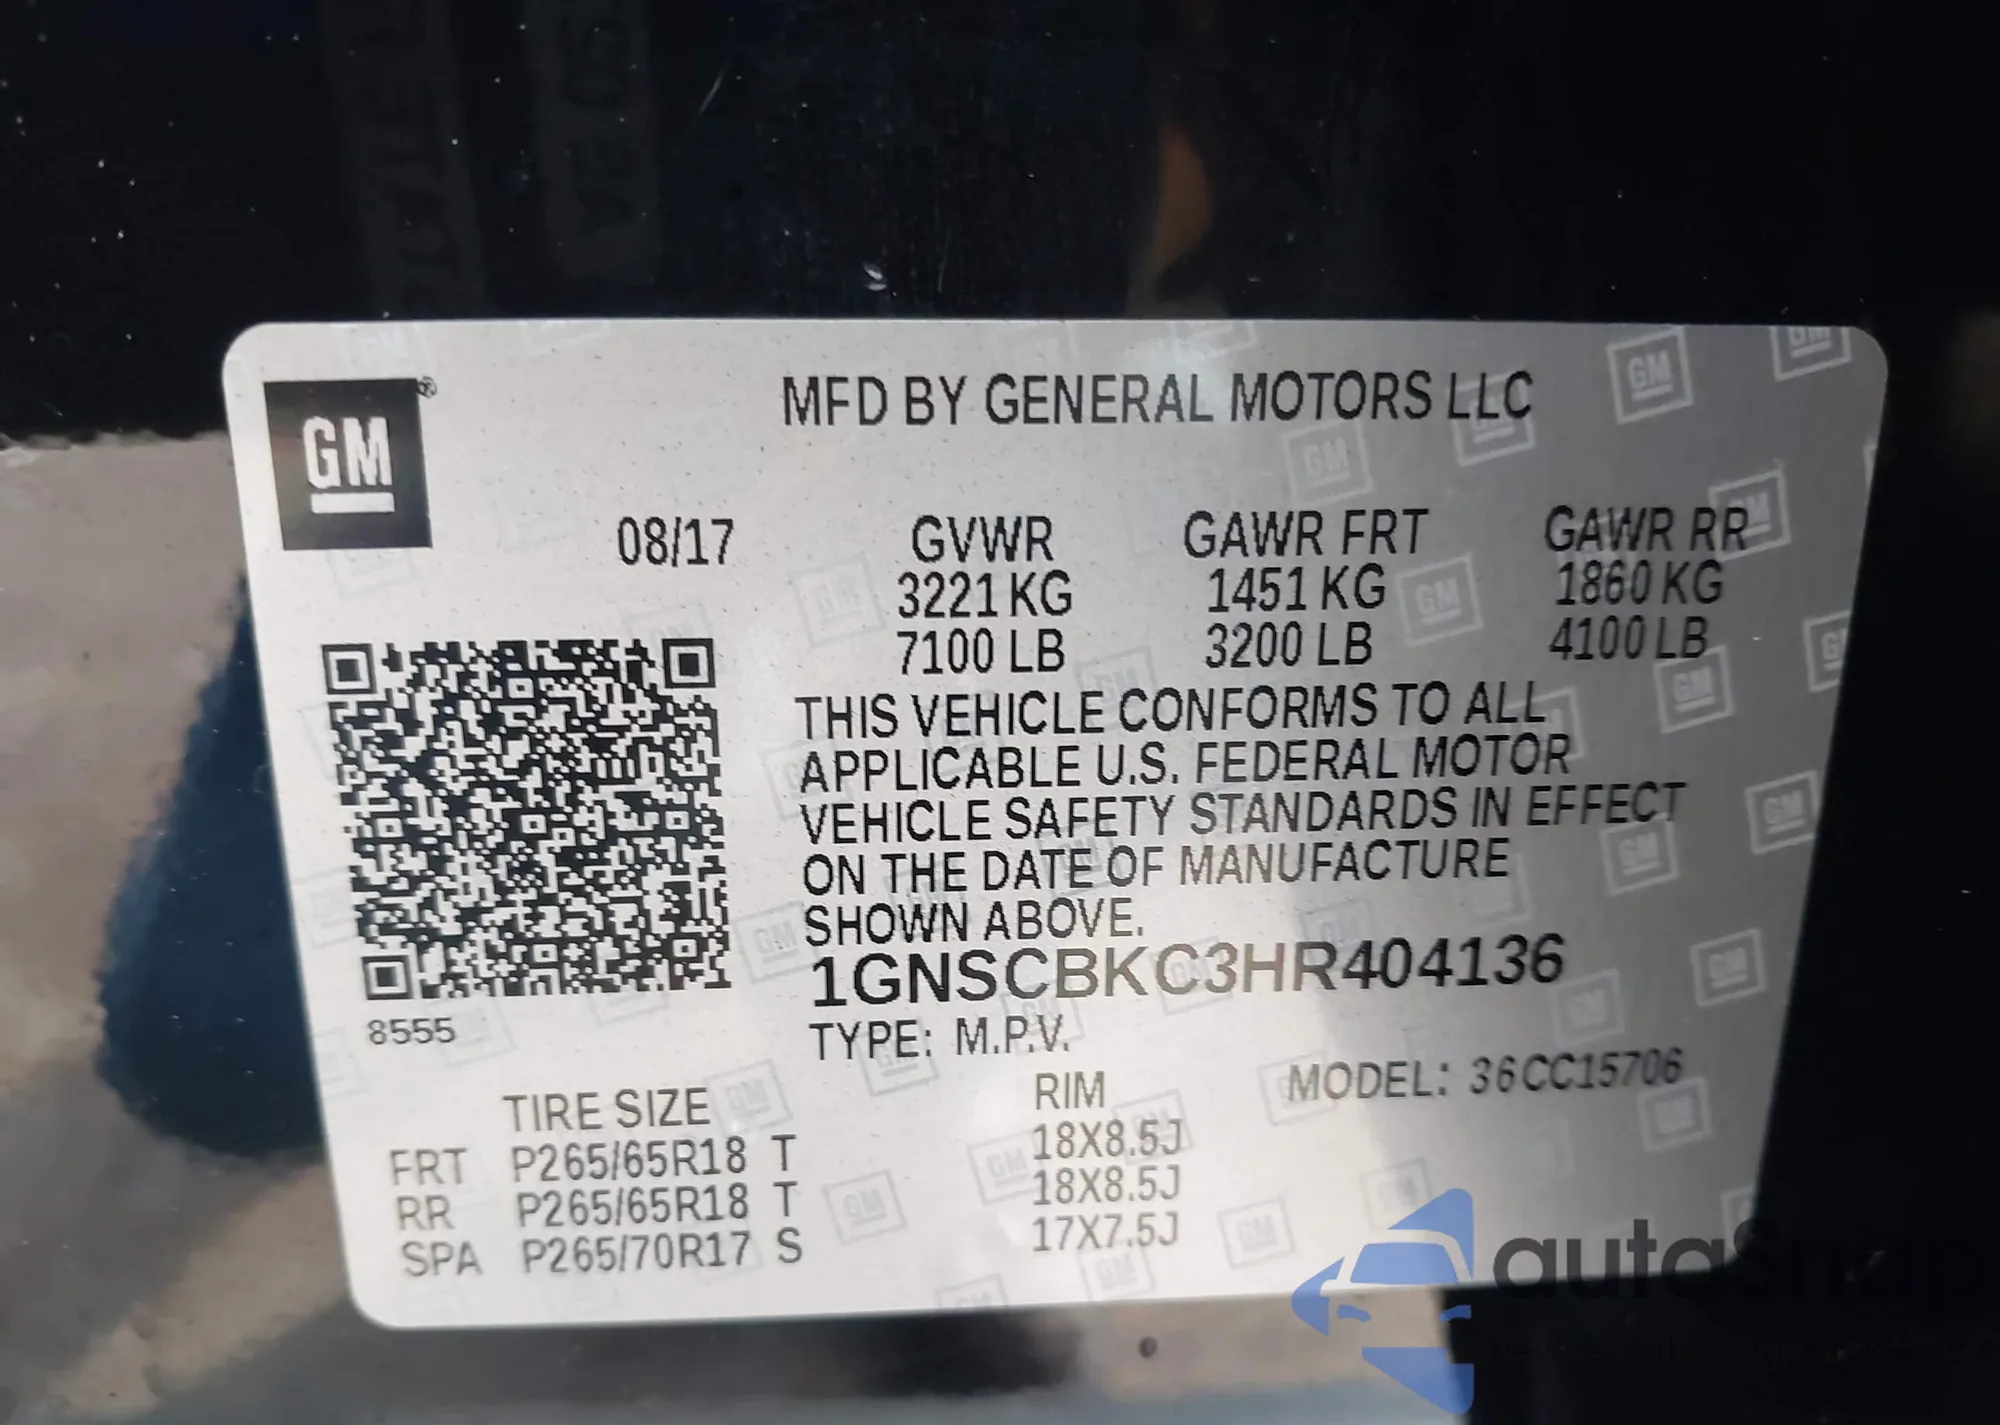 GM®
MFD BY GENERAL MOTORS LLC
08/17 GVWR GAWR FRT GAWR RR
3221 KG 1451 KG 1860 KG
7100 LB 3200 LB 4100 LB
THIS VEHICLE CONFORMS TO ALL
APPLICABLE U.S. FEDERAL MOTOR
VEHICLE SAFETY STANDARDS IN EFFECT
ON THE DATE OF MANUFACTURE
SHOWN ABOVE.
1GNSCBKC3HR404136
8555
TYPE: M.P.V.
MODEL: 36CC15706
TIRE SIZE RIM
FRT P265/65R18 T 18X8.5J
RR P265/65R18 T 18X8.5J
SPA P265/70R17 S 17X7.5J
autoSnap